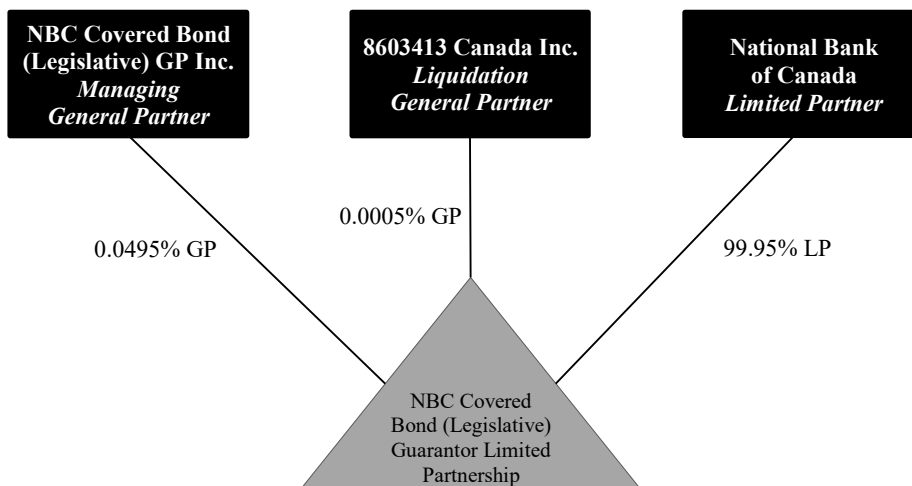 NBC Covered Bond
(Legislative) GP Inc.
Managing
General Partner
8603413 Canada Inc.
Liquidation
General Partner
National Bank
of Canada
Limited Partner
0.0495% GP
0.0005% GP
99.95% LP
NBC Covered
Bond (Legislative)
Guarantor Limited
Partnership